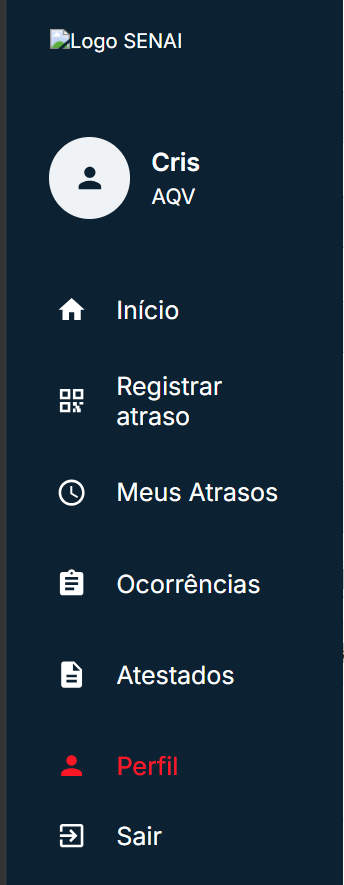 Logo SENAI
Cris
AQV
Início
Registrar
atraso
Meus Atrasos
Ocorrências
Atestados
Perfil
Sair